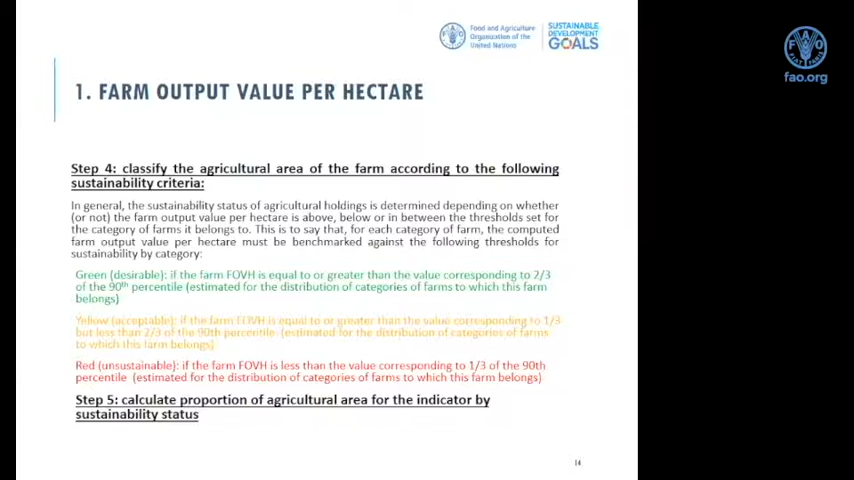 Food and Agriculture
Organization of the
United Nations
SUSTAINABLE
DEVELOPMENT
GOALS
FAO
FIAT PANIS
fao.org
1. FARM OUTPUT VALUE PER HECTARE
Step 4: classify the agricultural area of the farm according to the following
sustainability criteria:
In general, the sustainability status of agricultural holdings is determined depending on whether
(or not) the farm output value per hectare is above, below or in between the thresholds set for
the category of farms it belongs to. This is to say that, for each category of farm, the computed
farm output value per hectare must be benchmarked against the following thresholds for
sustainability by category:
Green (desirable): if the farm FOVH is equal to or greater than the value corresponding to 2/3
of the 90th percentile (estimated for the distribution of categories of farms to which this farm
belongs)
Yellow (acceptable): if the farm FOVH is equal to or greater than the value corresponding to 1/3
but less than 2/3 of the 90th percentile (estimated for the distribution of categories of farms
to which this farm belongs)
Red (unsustainable): if the farm FOVH is less than the value corresponding to 1/3 of the 90th
percentile (estimated for the distribution of categories of farms to which this farm belongs)
Step 5: calculate proportion of agricultural area for the indicator by
sustainability status
14